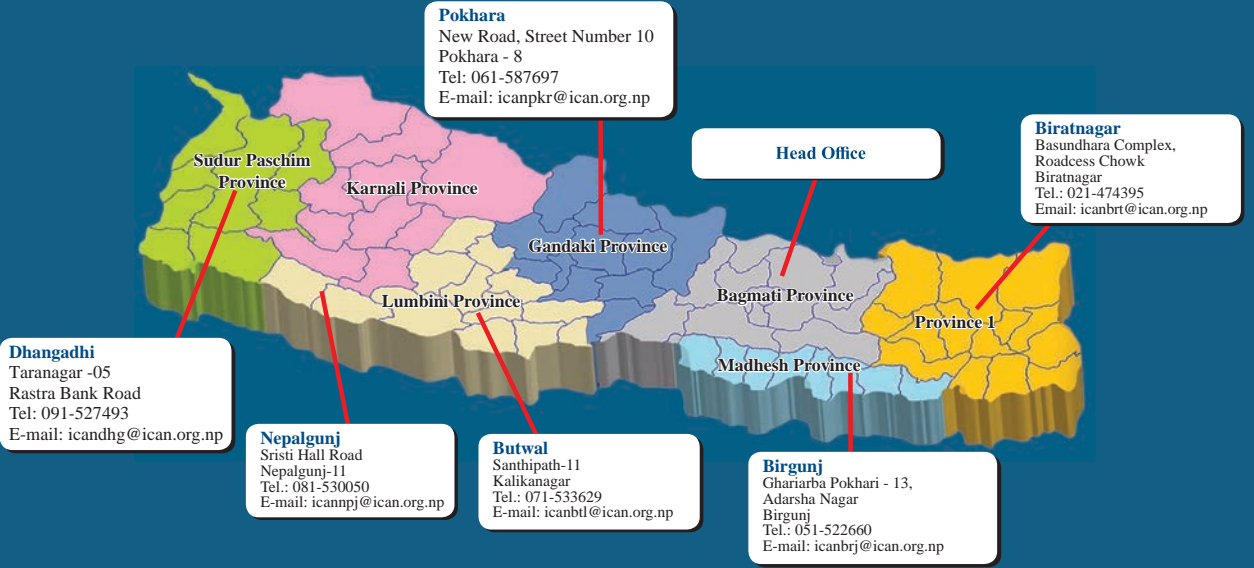 Pokhara
New Road, Street Number 10
Pokhara - 8
Tel: 061-587697
E-mail: icanpkr@ican.org.np
Head Office
Biratnagar
Basundhara Complex,
Roadcess Chowk
Biratnagar
Tel.: 021-474395
Email: icanbrt@ican.org.np
Sudur Paschim
Province
Karnali Province
Gandaki Province
Lumbini Province
Bagmati Province
Province 1
Madhesh Province
Dhangadhi
Taranagar -05
Rastra Bank Road
Tel: 091-527493
E-mail: icandhg@ican.org.np
Nepalgunj
Sristi Hall Road
Nepalgunj-11
Tel.: 081-530050
E-mail: icannpj@ican.org.np
Butwal
Santhipath-11
Kalikanagar
Tel.: 071-533629
E-mail: icanbtl@ican.org.np
Birgunj
Ghariarba Pokhari - 13,
Adarsha Nagar
Birgunj
Tel.: 051-522660
E-mail: icanbrj@ican.org.np